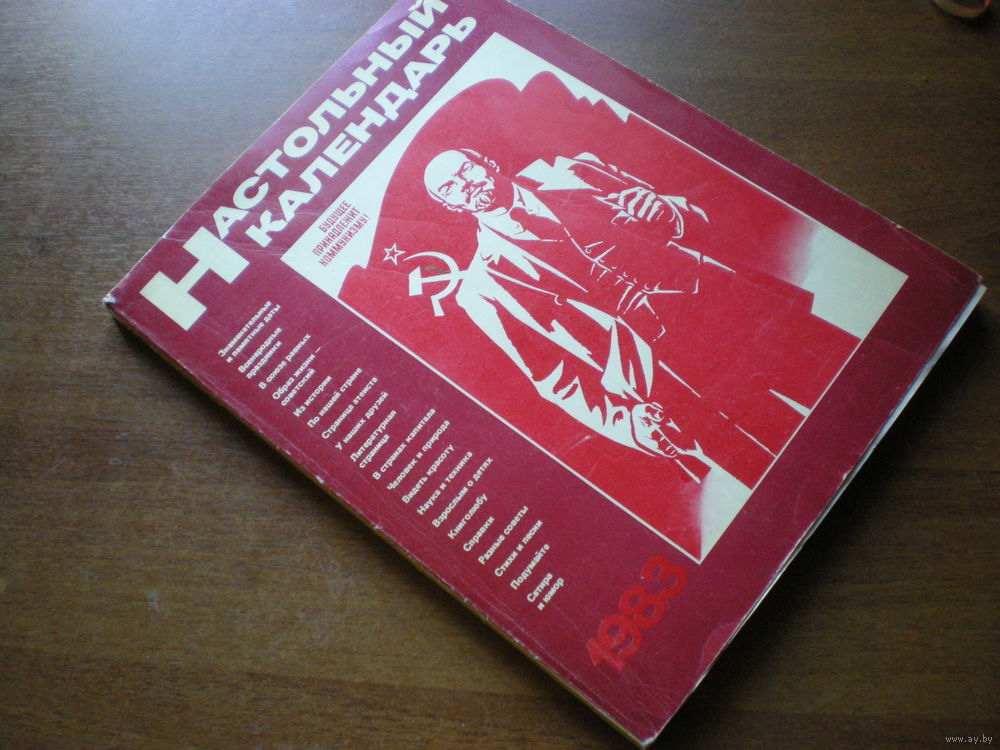 НАСТОЛЬНЫЙ
КАЛЕНДАРЬ
БУДУЩЕЕ
ПРИНАДЛЕЖИТ
КОММУНИЗМУ!
Знаменательные
и памятные даты
Всенародные
праздники
В союзе равных
Образ жизни —
советский
Из истории
По нашей стране
Страница атеиста
У наших друзей
Литературная
страница
В странах капитала
Человек и природа
Видеть красоту
Наука и техника
Взрослым о детях
Книголюбу
Справки
Разные советы
Стихи и песни
Подумайте
Сатира
и юмор
1983
www.ay.by